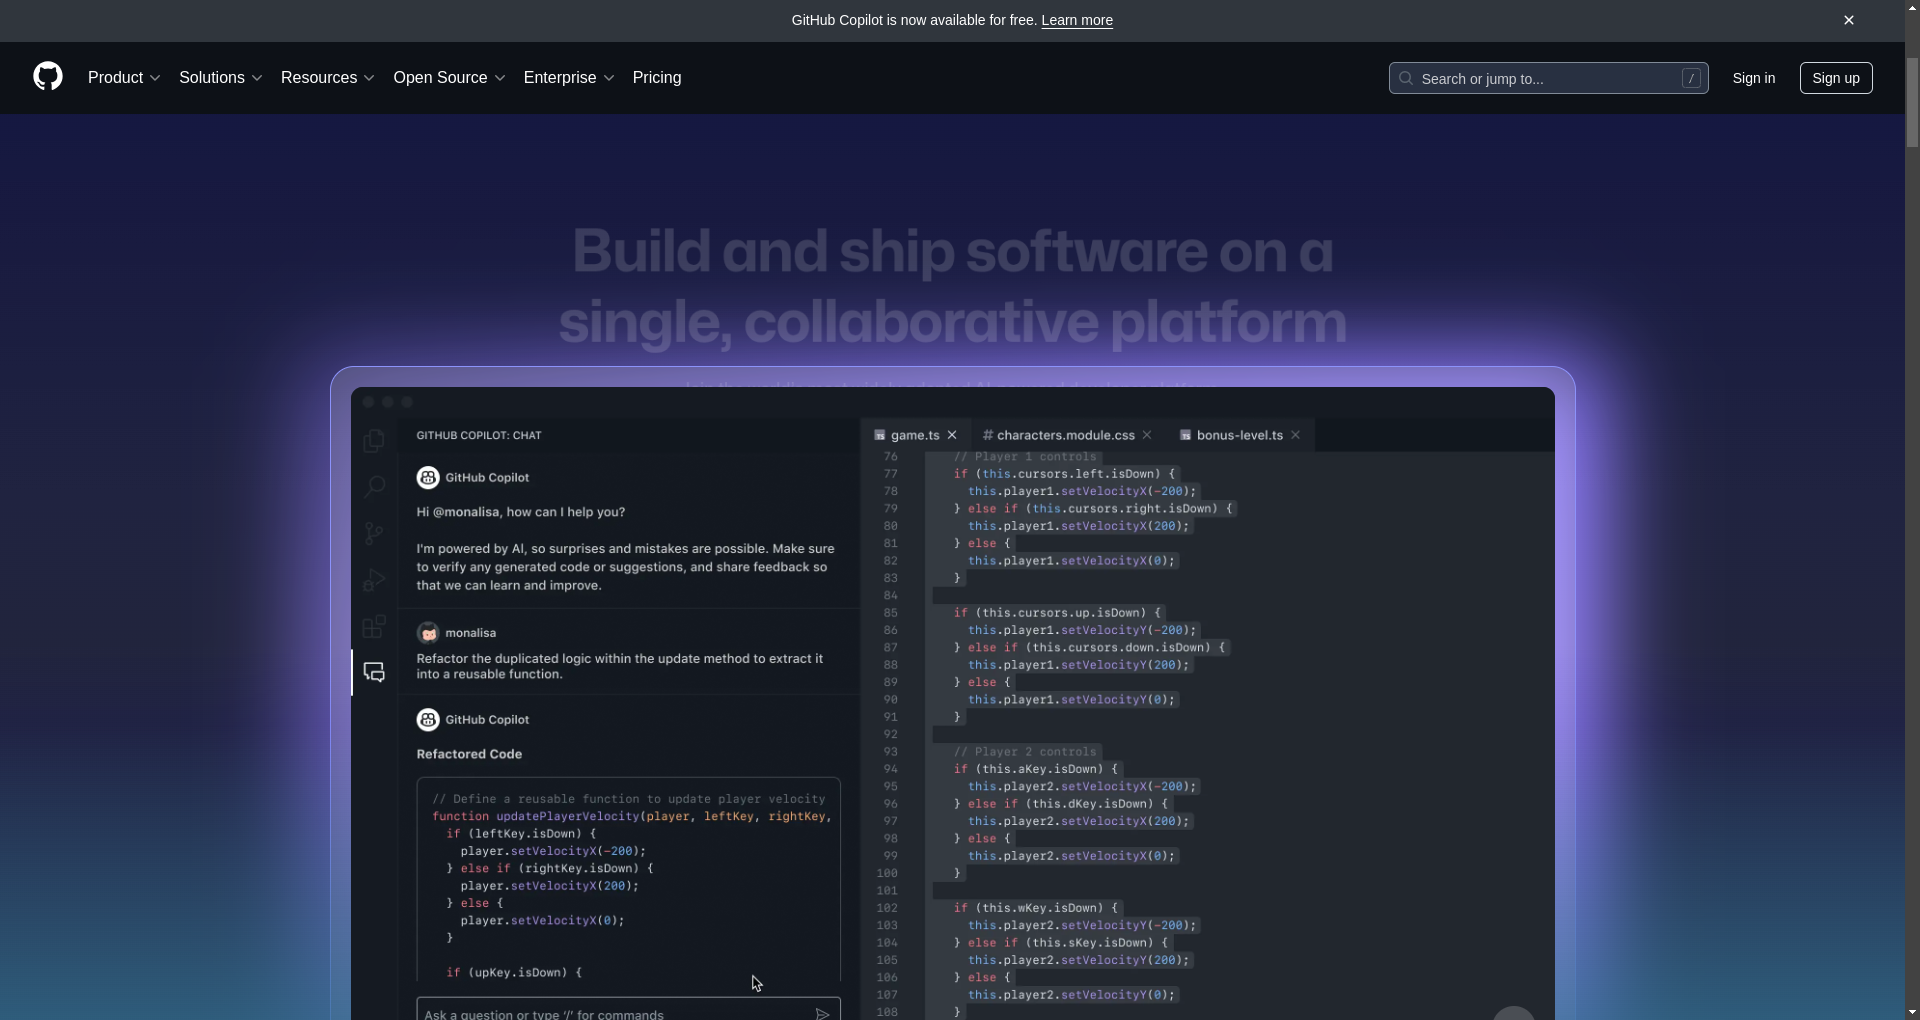 GitHub Copilot is now available for free. Learn more
Product
Solutions
Resources
Open Source
Enterprise
Pricing
Search or jump to...
/
Sign in
Sign up
Build and ship software on a
single, collaborative platform
GITHUB COPILOT: CHAT
GitHub Copilot
Hi @monalisa, how can I help you?
I'm powered by AI, so surprises and mistakes are possible. Make sure
to verify any generated code or suggestions, and share feedback so
that we can learn and improve.
monalisa
Refactor the duplicated logic within the update method to extract it
into a reusable function.
GitHub Copilot
Refactored Code
// Define a reusable function to update player velocity
function updatePlayerVelocity(player, leftKey, rightKey,
if (leftKey.isDown) {
player.setVelocityX(-200);
} else if (rightKey.isDown) {
player.setVelocityX(200);
} else {
player.setVelocityX(0);
}
if (upKey.isDown) {
Ask a question or type '/' for commands
TS game.ts
# characters.module.css
TS bonus-level.ts
76 // Player 1 controls
77 if (this.cursors.left.isDown) {
78 this.player1.setVelocityX(-200);
79 } else if (this.cursors.right.isDown) {
80 this.player1.setVelocityX(200);
81 } else {
82 this.player1.setVelocityX(0);
83 }
84
85 if (this.cursors.up.isDown) {
86 this.player1.setVelocityY(-200);
87 } else if (this.cursors.down.isDown) {
88 this.player1.setVelocityY(200);
89 } else {
90 this.player1.setVelocityY(0);
91 }
92
93 // Player 2 controls
94 if (this.aKey.isDown) {
95 this.player2.setVelocityX(-200);
96 } else if (this.dKey.isDown) {
97 this.player2.setVelocityX(200);
98 } else {
99 this.player2.setVelocityX(0);
100 }
101
102 if (this.wKey.isDown) {
103 this.player2.setVelocityY(-200);
104 } else if (this.sKey.isDown) {
105 this.player2.setVelocityY(200);
106 } else {
107 this.player2.setVelocityY(0);
108 }